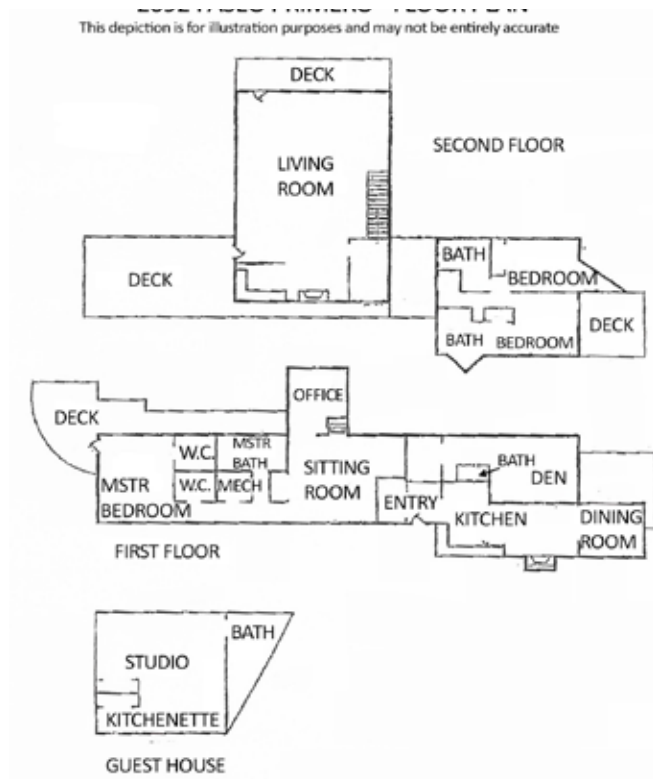 This depiction is for illustration purposes and may not be entirely accurate
DECK
SECOND FLOOR
LIVING
ROOM
DECK
BATH
BEDROOM
DECK
BATH
BEDROOM
OFFICE
DECK
W.C.
MSTR
BATH
SITTING
ROOM
BATH
DEN
MSTR
BEDROOM
W.C.
MECH
ENTRY
KITCHEN
DINING
ROOM
FIRST FLOOR
BATH
STUDIO
KITCHENETTE
GUEST HOUSE